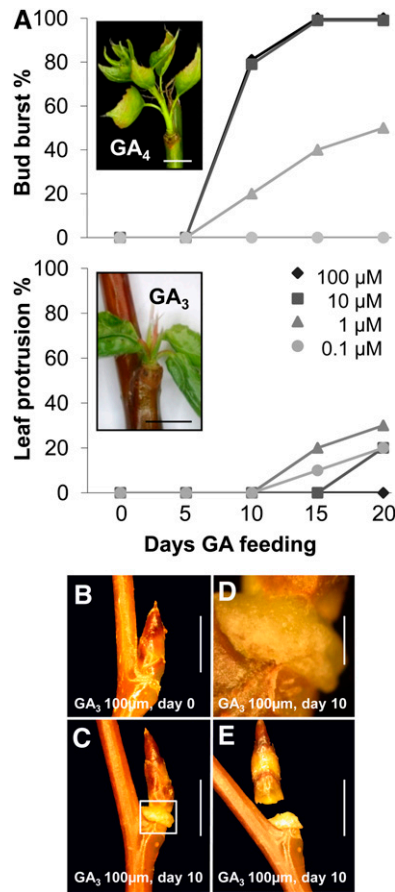 A
Bud burst %
100
80
60
40
20
0
GA4
Leaf protrusion %
100
80
60
40
20
0
GA3
100 µM
10 µM
1 µM
0.1 µM
0 5 10 15 20
Days GA feeding
B
GA3 100µm, day 0
D
GA3 100µm, day 10
C
GA3 100µm, day 10
E
GA3 100µm, day 10